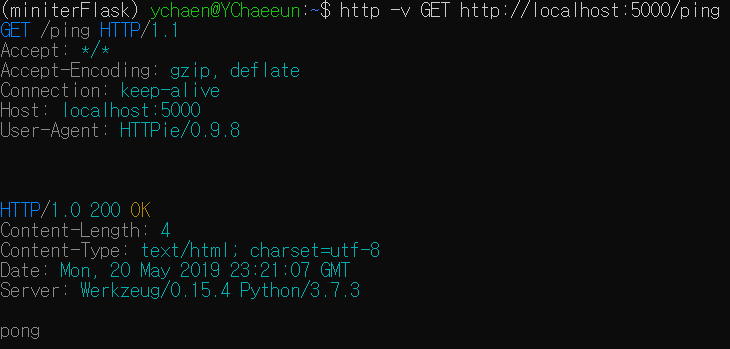 (miniterFlask) ychaen@YChaeeun:~$ http -v GET http://localhost:5000/ping
GET /ping HTTP/1.1
Accept: */*
Accept-Encoding: gzip, deflate
Connection: keep-alive
Host: localhost:5000
User-Agent: HTTPie/0.9.8
HTTP/1.0 200 OK
Content-Length: 4
Content-Type: text/html; charset=utf-8
Date: Mon, 20 May 2019 23:21:07 GMT
Server: Werkzeug/0.15.4 Python/3.7.3
pong